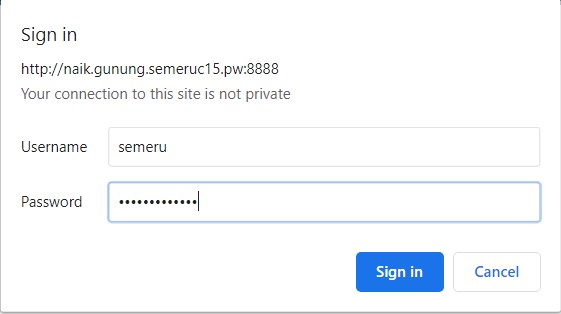 Sign in
http://naik.gunung.semeruc15.pw:8888
Your connection to this site is not private
Username semeru
Password •••••••••••••
Sign in Cancel